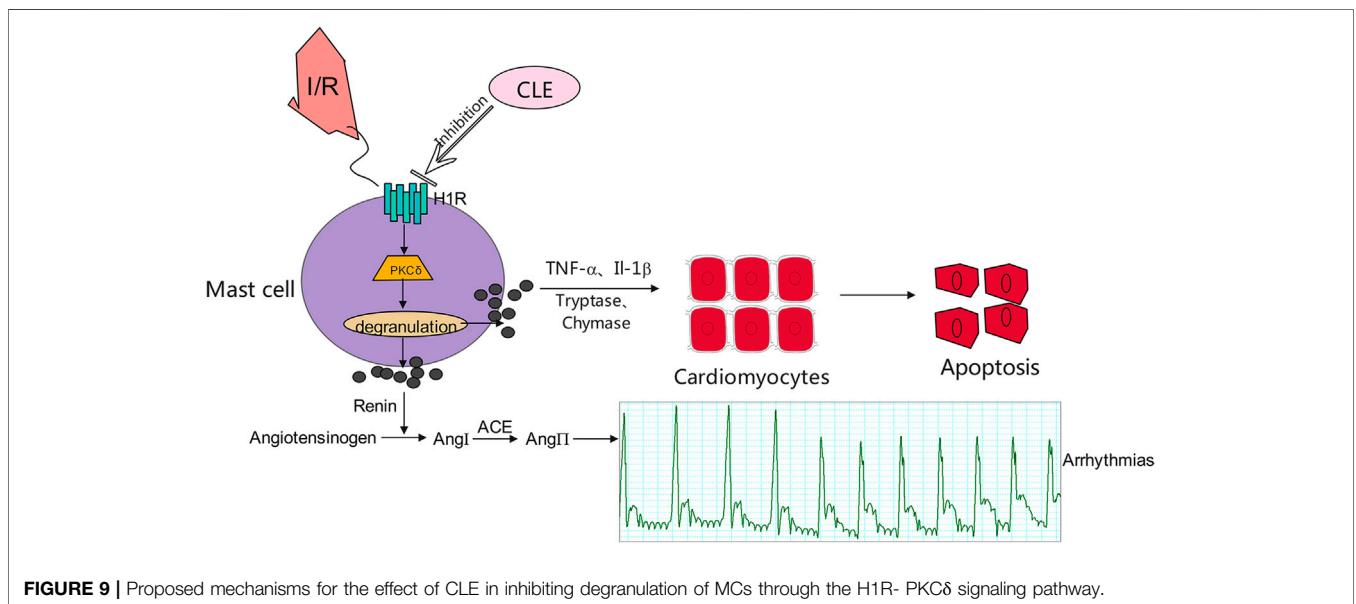 I/R
CLE
Inhibition
H1R
PKCδ
Mast cell
degranulation
TNF-α、Il-1β
Tryptase、
Chymase
Cardiomyocytes
Apoptosis
Renin
Angiotensinogen
AngI
ACE
AngΠ
Arrhythmias
FIGURE 9 | Proposed mechanisms for the effect of CLE in inhibiting degranulation of MCs through the H1R- PKCδ signaling pathway.